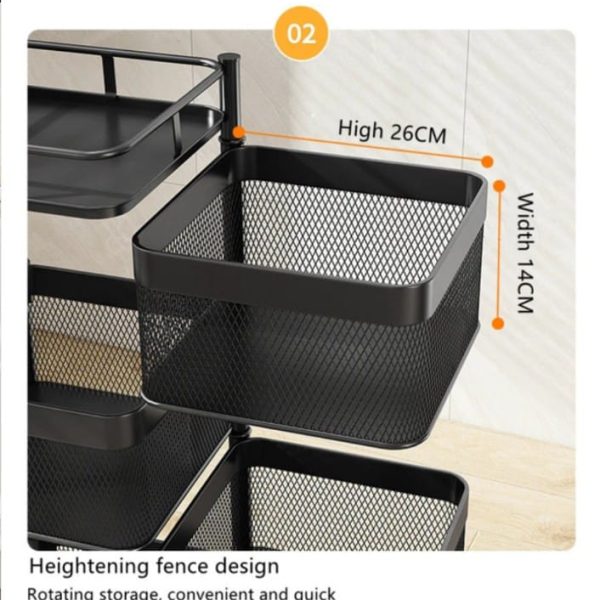 02
High 26CM
Width 14CM
Heightening fence design
Rotating storage, convenient and quick